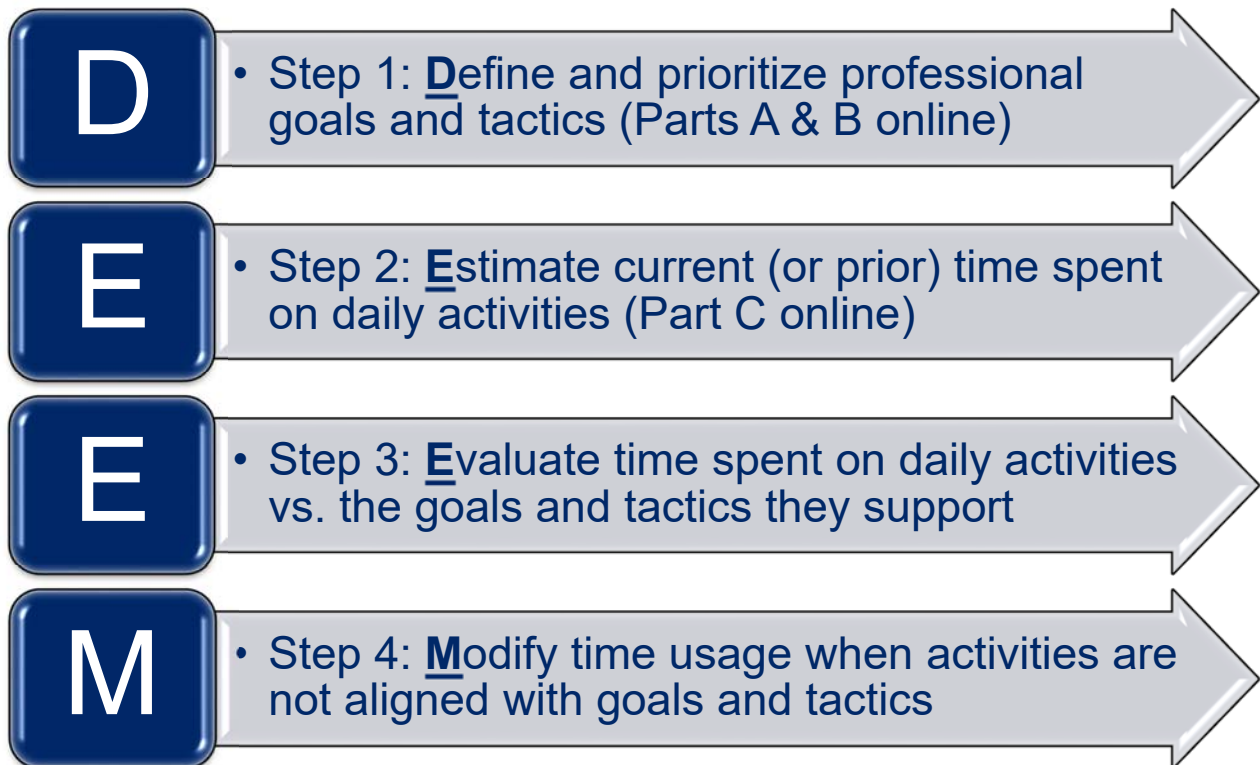 D
• Step 1: Define and prioritize professional
goals and tactics (Parts A & B online)
E
• Step 2: Estimate current (or prior) time spent
on daily activities (Part C online)
E
• Step 3: Evaluate time spent on daily activities
vs. the goals and tactics they support
M
• Step 4: Modify time usage when activities are
not aligned with goals and tactics